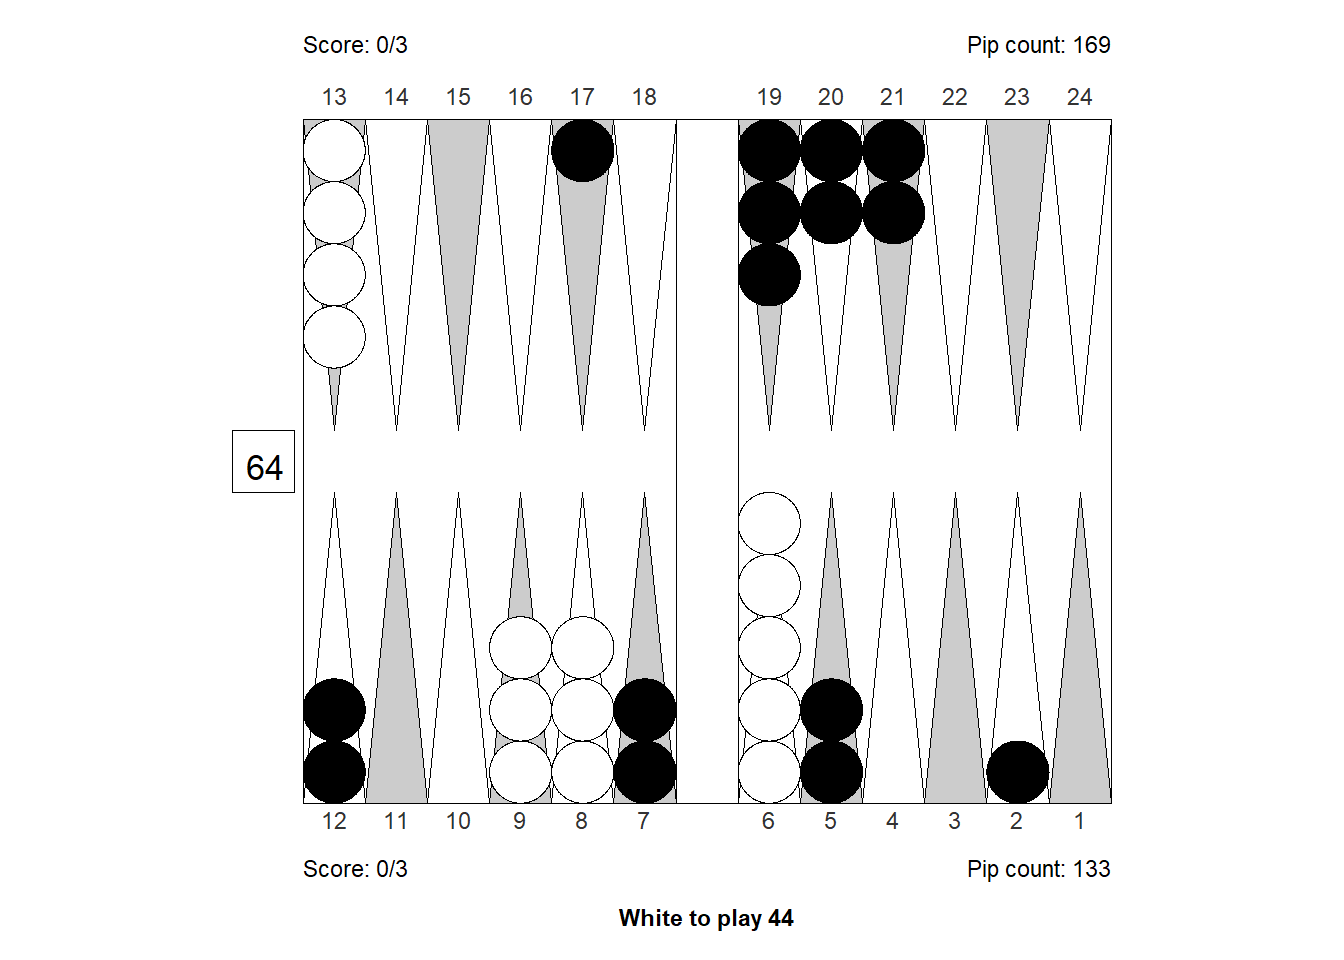 Score: 0/3 Pip count: 169
13 14 15 16 17 18 19 20 21 22 23 24
64
12 11 10 9 8 7 6 5 4 3 2 1
Score: 0/3 Pip count: 133
White to play 44